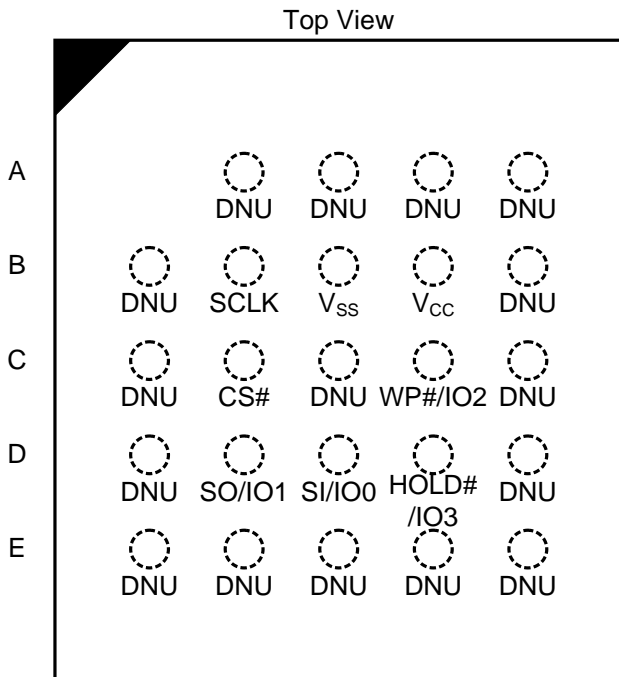 Top View
A
DNU DNU DNU DNU
B
DNU SCLK VSS VCC DNU
C
DNU CS# DNU WP#/IO2 DNU
D
DNU SO/IO1 SI/IO0 HOLD# DNU
/IO3
E
DNU DNU DNU DNU DNU